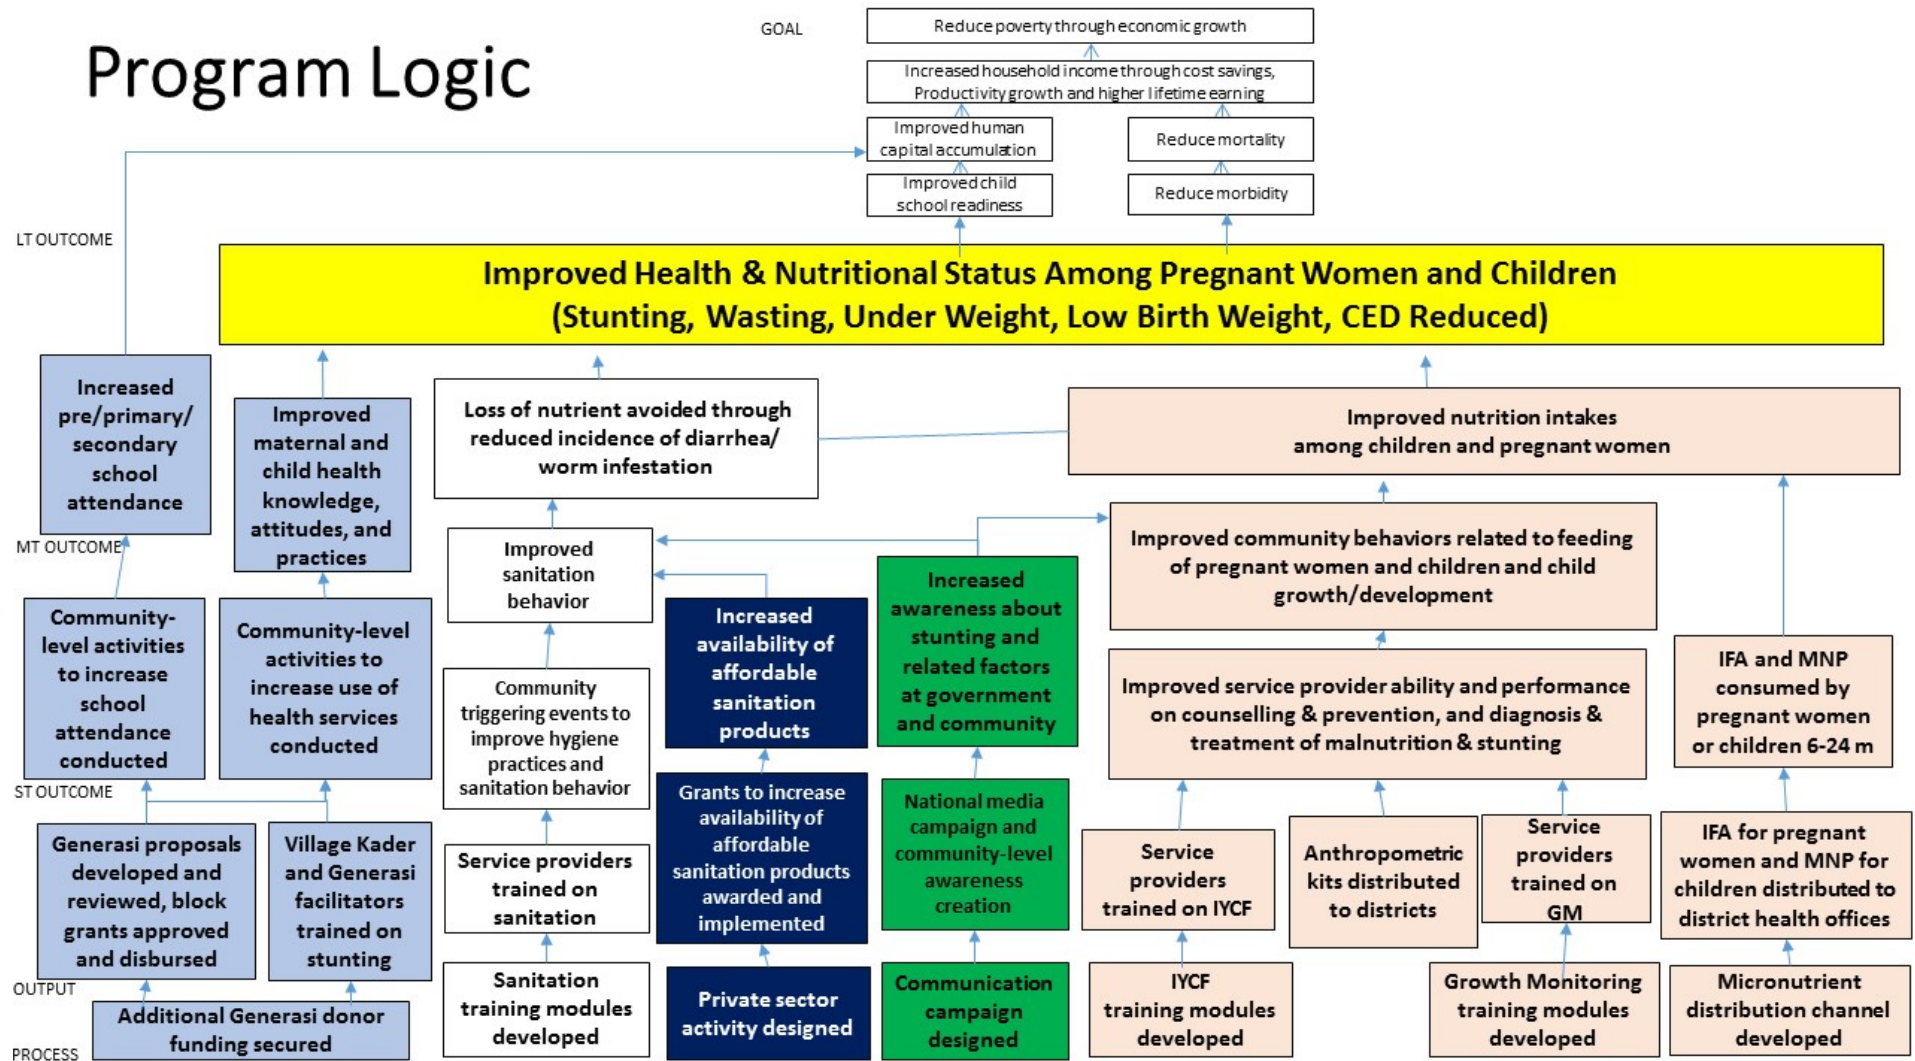 Program Logic
GOAL
Reduce poverty through economic growth
Increased household income through cost savings,
Productivity growth and higher lifetime earning
Improved human
capital accumulation
Reduce mortality
Improved child
school readiness
Reduce morbidity
LT OUTCOME
Improved Health & Nutritional Status Among Pregnant Women and Children
(Stunting, Wasting, Under Weight, Low Birth Weight, CED Reduced)
Increased
pre/primary/
secondary
school
attendance
Improved
maternal and
child health
knowledge,
attitudes, and
practices
Loss of nutrient avoided through
reduced incidence of diarrhea/
worm infestation
Improved nutrition intakes
among children and pregnant women
MT OUTCOME
Improved
sanitation
behavior
Improved community behaviors related to feeding
of pregnant women and children and child
growth/development
Community-
level activities
to increase
school
attendance
conducted
Community-level
activities to
increase use of
health services
conducted
Community
triggering events to
improve hygiene
practices and
sanitation behavior
Increased
availability of
affordable
sanitation
products
Increased
awareness about
stunting and
related factors
at government
and community
Improved service provider ability and performance
on counselling & prevention, and diagnosis &
treatment of malnutrition & stunting
IFA and MNP
consumed by
pregnant women
or children 6-24 m
ST OUTCOME
Generasi proposals
developed and
reviewed, block
grants approved
and disbursed
Village Kader
and Generasi
facilitators
trained on
stunting
Service providers
trained on
sanitation
Grants to increase
availability of
affordable
sanitation products
awarded and
implemented
National media
campaign and
community-level
awareness
creation
Service
providers
trained on IYCF
Anthropometric
kits distributed
to districts
Service
providers
trained on
GM
IFA for pregnant
women and MNP for
children distributed to
district health offices
OUTPUT
Additional Generasi donor
funding secured
Sanitation
training modules
developed
Private sector
activity designed
Communication
campaign
designed
IYCF
training modules
developed
Growth Monitoring
training modules
developed
Micronutrient
distribution channel
developed
PROCESS